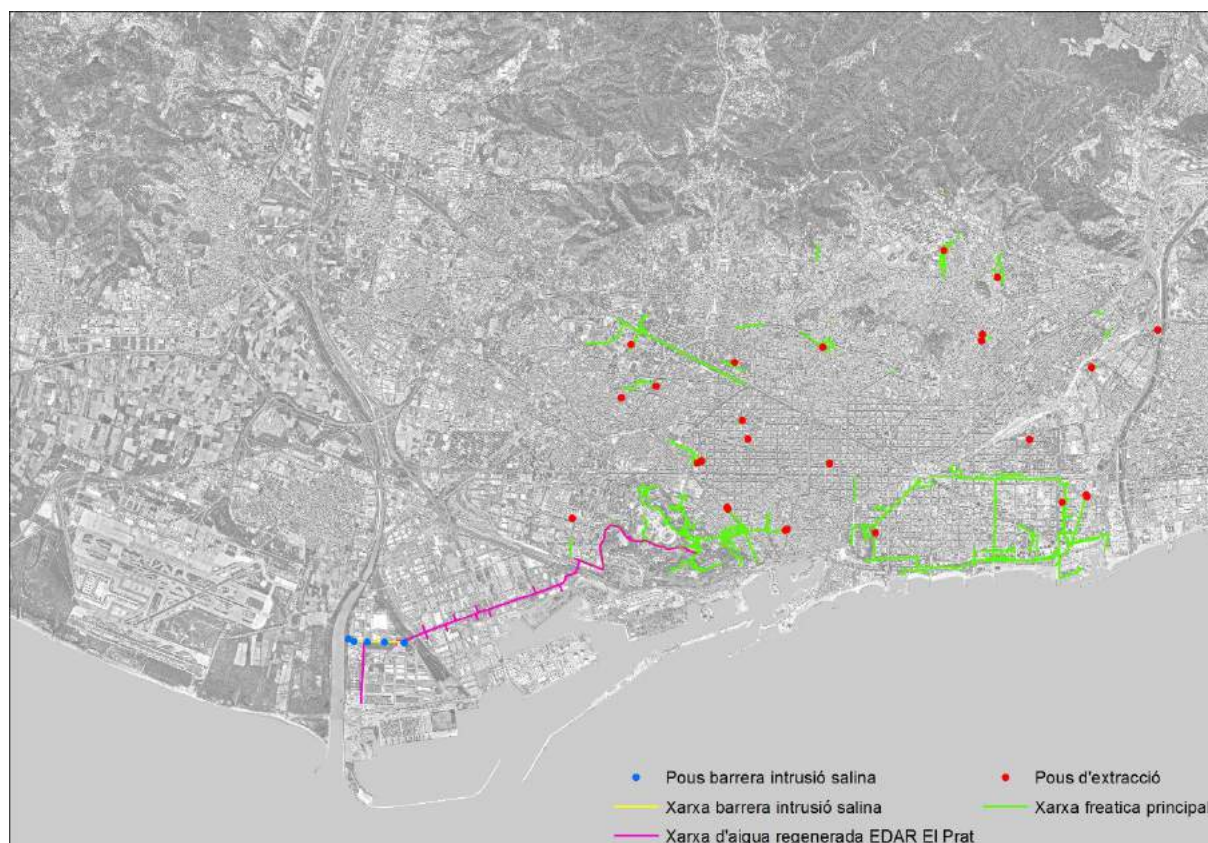 Pous barrera intrusió salina
Pous d'extracció
Xarxa barrera intrusió salina
Xarxa freatica principal
Xarxa d'aigua regenerada EDAR El Prat